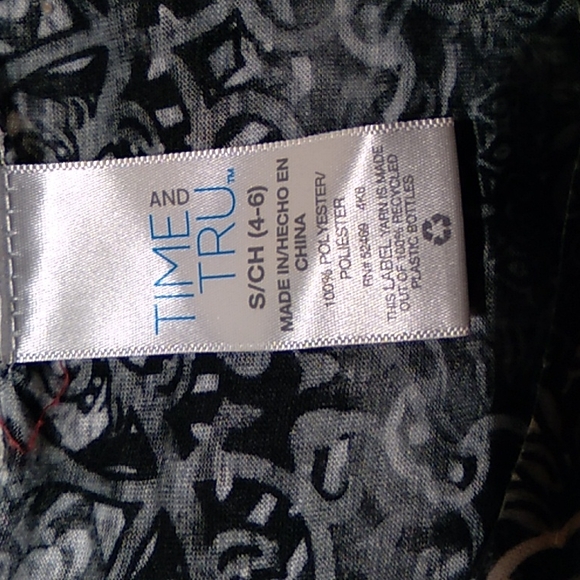 TIME
AND
TRU™
S/CH (4-6)
MADE IN/HECHO EN
CHINA
100% POLYESTER/
POLIESTER
RN# 52469 4K8
THIS LABEL YARN IS MADE
OUT OF 100% RECYCLED
PLASTIC BOTTLES